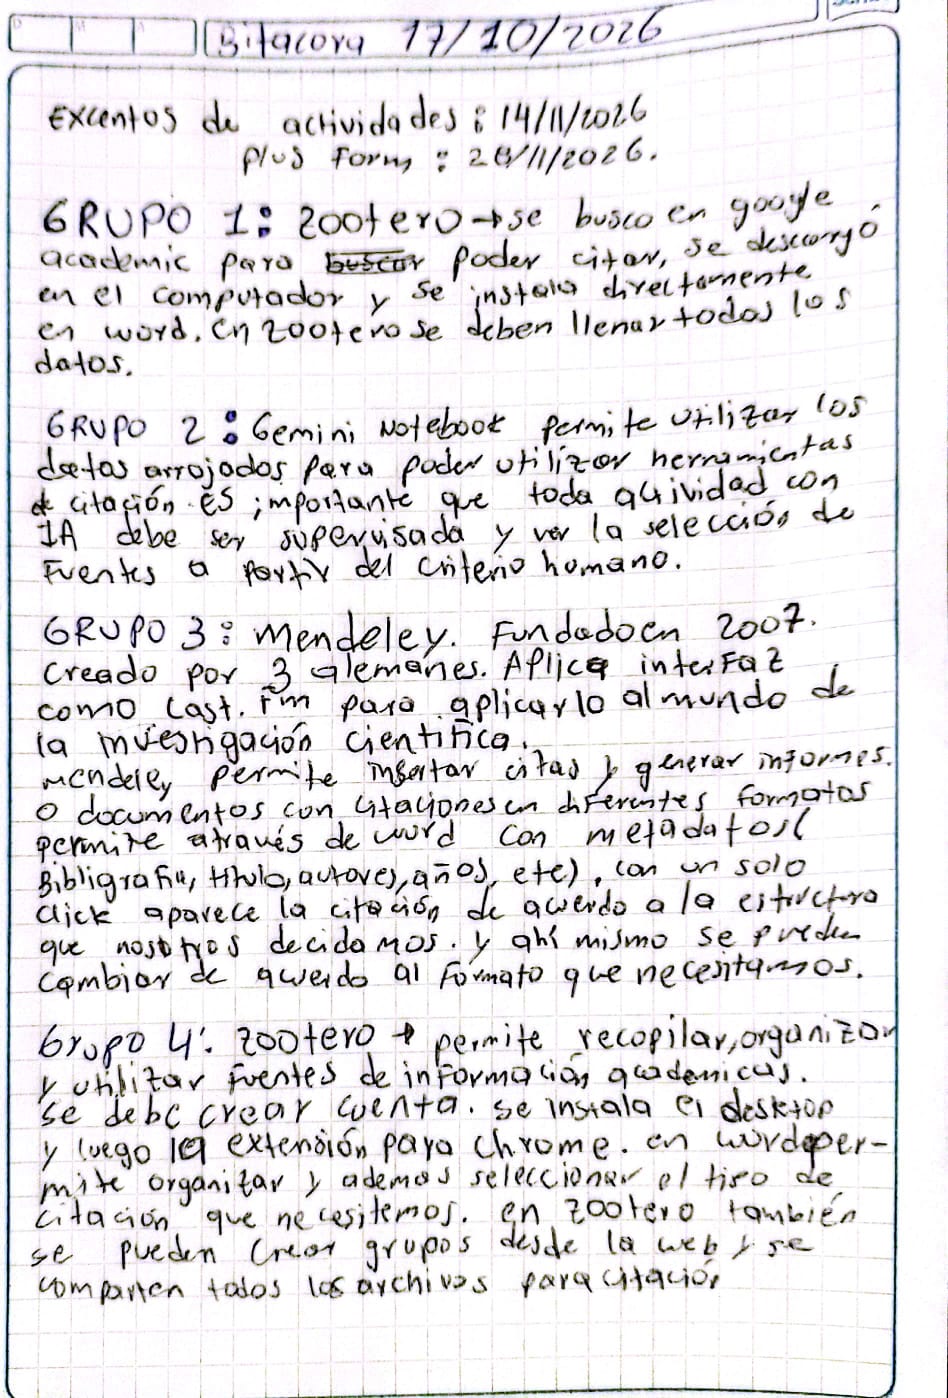 Bitacora 17/10/2026
Excentos de actividades: 14/11/2026
plus Form: 28/11/2026.
GRUPO 1: Zootero → se busco en google
academic para poder citar, se descargó
en el computador y se instala directamente
en word. En zootero se deben llenar todos los
datos.
GRUPO 2: Gemini Notebook permite utilizar los
datos arrojados para poder utilizar herramientas
de citación. Es importante que toda actividad con
IA debe ser supervisada y ver la selección de
Fuentes a partir del criterio humano.
GRUPO 3: Mendeley. Fundado en 2007.
Creado por 3 alemanes. Aplica interfaz
como Last.fm para aplicarlo al mundo de
la investigación cientifica.
Mendeley permite insertar citas y generar informes.
O documentos con citaciones en diferentes formatos
permite através de word con metadatos(
Bibligrafia, titulo, autores, años, etc), con un solo
click aparece la citación de acuerdo a la estructura
que nosotros decidamos. y ahí mismo se pueden
cambiar de acuerdo al Formato que necesitamos.
Grupo 4: Zootero → permite recopilar, organizar
y utilizar Fuentes de información academicas.
se debe crear cuenta. se instala el desktop
y luego la extensión para chrome. en word per-
mite organizar y ademas seleccionar el tipo de
citación que necesitemos. en zootero también
se pueden crear grupos desde la web y se
comparten todos los archivos para citación